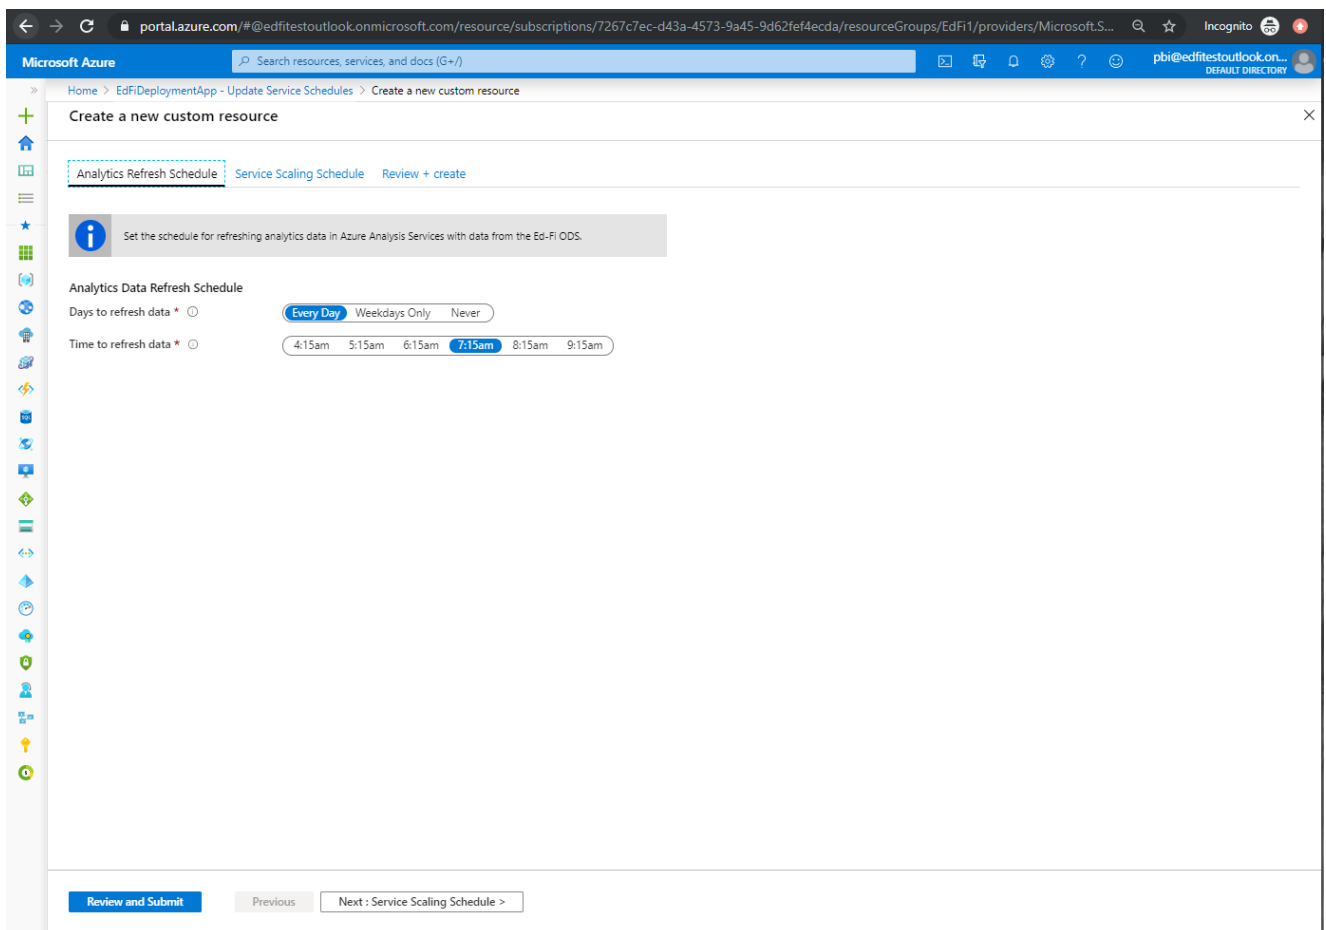 portal.azure.com/#@edfitestoutlook.onmicrosoft.com/resource/subscriptions/7267c7ec-d43a-4573-9a45-9d62fef4ecda/resourceGroups/EdFi1/providers/Microsoft.S... Incognito
Microsoft Azure
Search resources, services, and docs (G+/)
pbi@edfitestoutlook.on...
DEFAULT DIRECTORY
Home > EdFiDeploymentApp - Update Service Schedules > Create a new custom resource
Create a new custom resource
Analytics Refresh Schedule Service Scaling Schedule Review + create
Set the schedule for refreshing analytics data in Azure Analysis Services with data from the Ed-Fi ODS.
Analytics Data Refresh Schedule
Days to refresh data * Every Day Weekdays Only Never
Time to refresh data * 4:15am 5:15am 6:15am 7:15am 8:15am 9:15am
Review and Submit Previous Next : Service Scaling Schedule >